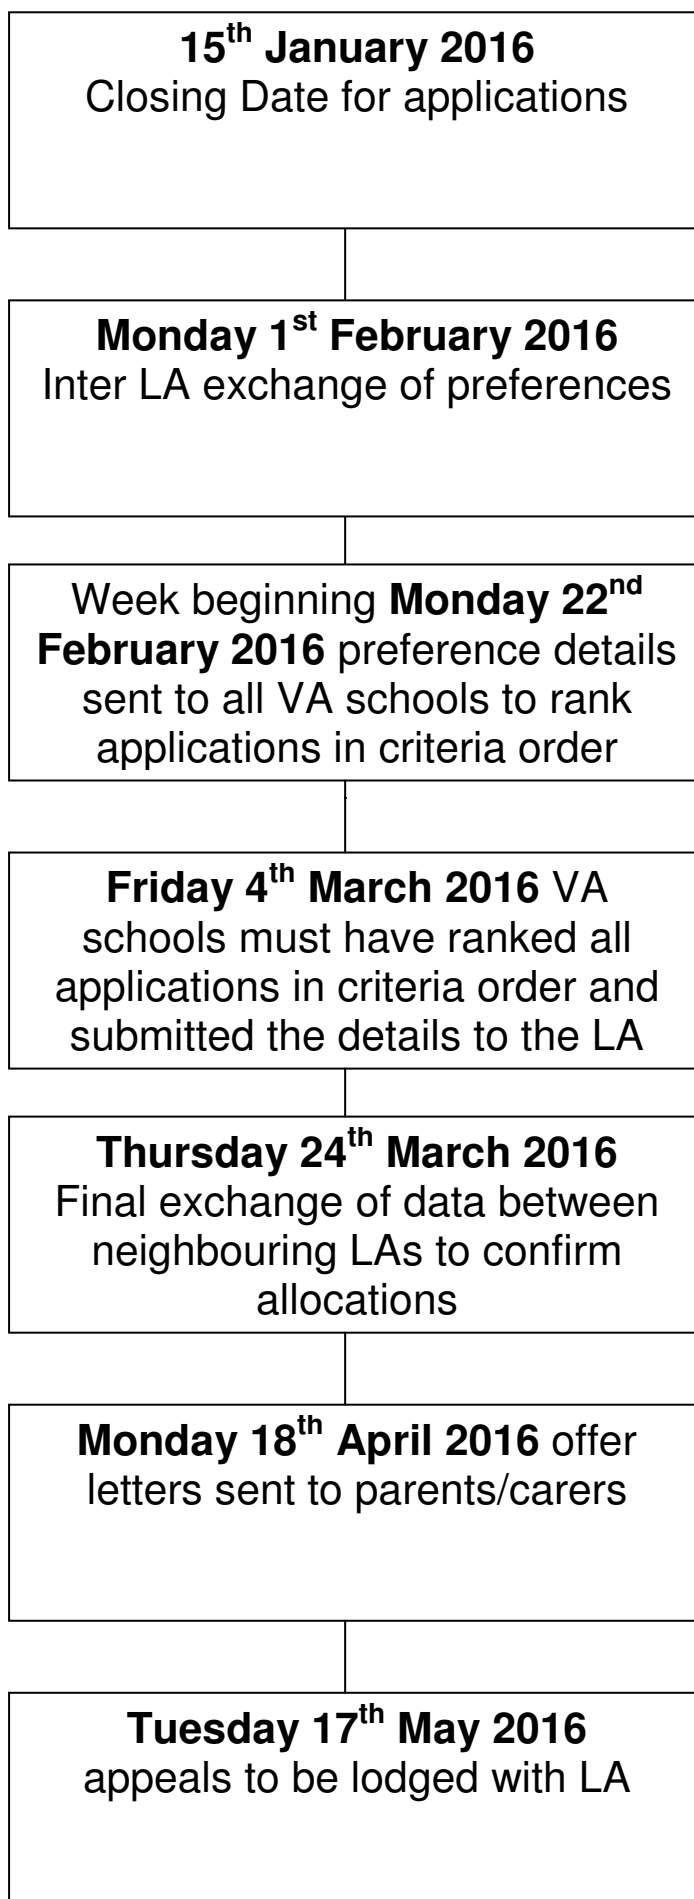 15th January 2016
Closing Date for applications
Monday 1st February 2016
Inter LA exchange of preferences
Week beginning Monday 22nd
February 2016 preference details
sent to all VA schools to rank
applications in criteria order
Friday 4th March 2016 VA
schools must have ranked all
applications in criteria order and
submitted the details to the LA
Thursday 24th March 2016
Final exchange of data between
neighbouring LAs to confirm
allocations
Monday 18th April 2016 offer
letters sent to parents/carers
Tuesday 17th May 2016
appeals to be lodged with LA